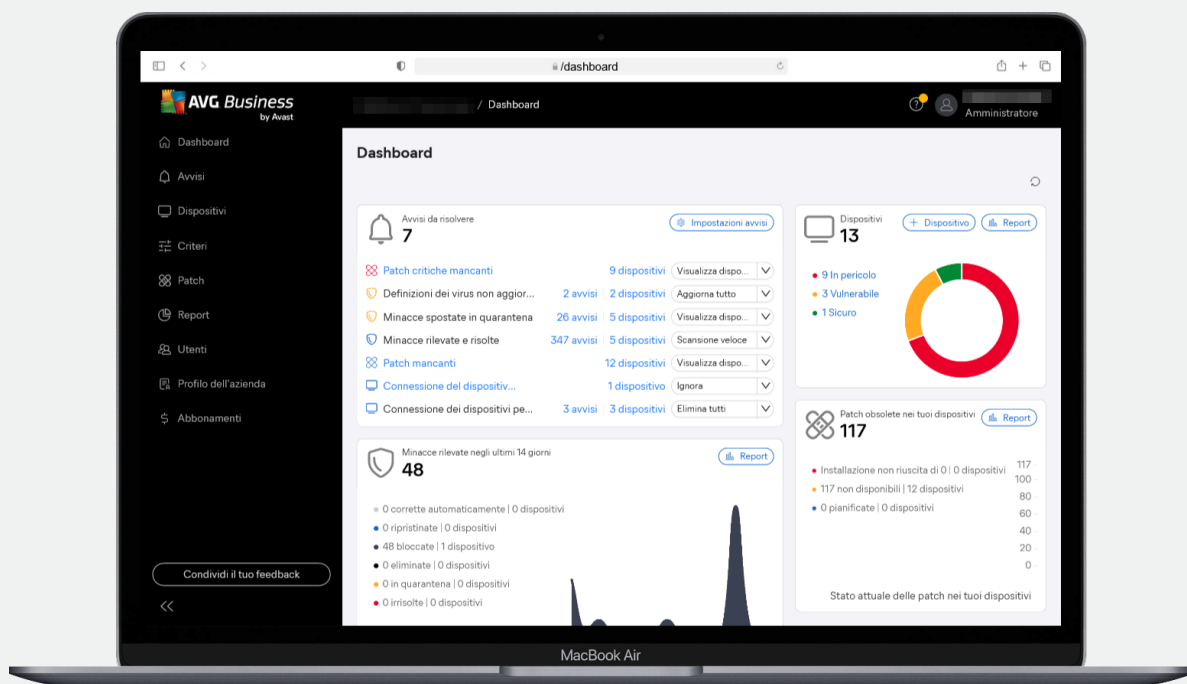 /dashboard
AVG Business
by Avast
/ Dashboard
Amministratore
Dashboard
Avvisi
Dispositivi
Criteri
Patch
Report
Utenti
Profilo dell'azienda
Abbonamenti
Condividi il tuo feedback
Dashboard
Avvisi da risolvere
7
Impostazioni avvisi
Patch critiche mancanti 9 dispositivi Visualizza dispo...
Definizioni dei virus non aggior... 2 avvisi 2 dispositivi Aggiorna tutto
Minacce spostate in quarantena 26 avvisi 5 dispositivi Visualizza dispo...
Minacce rilevate e risolte 347 avvisi 5 dispositivi Scansione veloce
Patch mancanti 12 dispositivi Visualizza dispo...
Connessione del dispositiv... 1 dispositivo Ignora
Connessione dei dispositivi pe... 3 avvisi 3 dispositivi Elimina tutti
Dispositivi
13
+ Dispositivo
Report
9 In pericolo
3 Vulnerabile
1 Sicuro
Minacce rilevate negli ultimi 14 giorni
48
Report
0 corrette automaticamente | 0 dispositivi
0 ripristinate | 0 dispositivi
48 bloccate | 1 dispositivo
0 eliminate | 0 dispositivi
0 in quarantena | 0 dispositivi
0 irrisolte | 0 dispositivi
Patch obsolete nei tuoi dispositivi
117
Report
Installazione non riuscita di 0 | 0 dispositivi
117 non disponibili | 12 dispositivi
0 pianificate | 0 dispositivi
117
100
80
60
40
20
0
Stato attuale delle patch nei tuoi dispositivi
MacBook Air